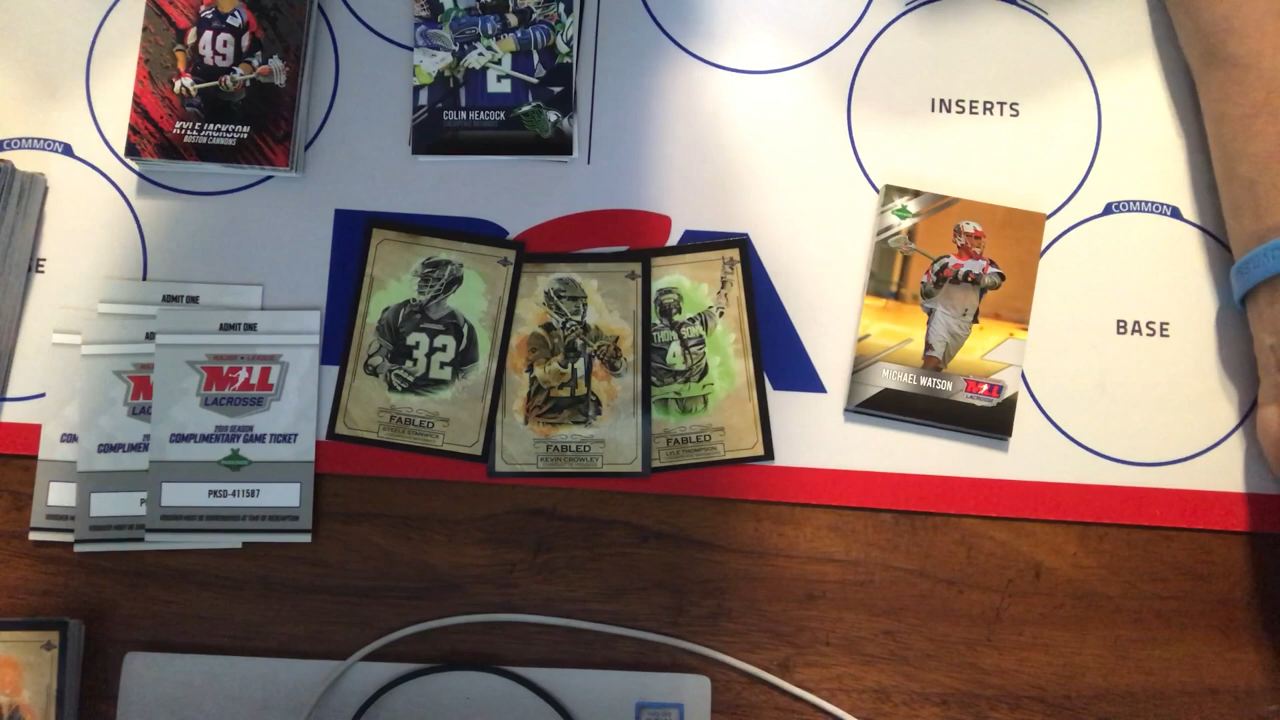 49
KYLE JACKSON
BOSTON CANNONS
2
COLIN HEACOCK
INSERTS
COMMON
COMMON
BASE
MICHAEL WATSON
MLL
LACROSSE
32
FABLED
STEELE STANWICK
FABLED
KEVIN CROWLEY
THOMPSON
4
FABLED
LYLE THOMPSON
ADMIT ONE
ADMIT ONE
MAJOR LEAGUE
MLL
LACROSSE
2019 SEASON
COMPLIMENTARY GAME TICKET
PKSD-411587